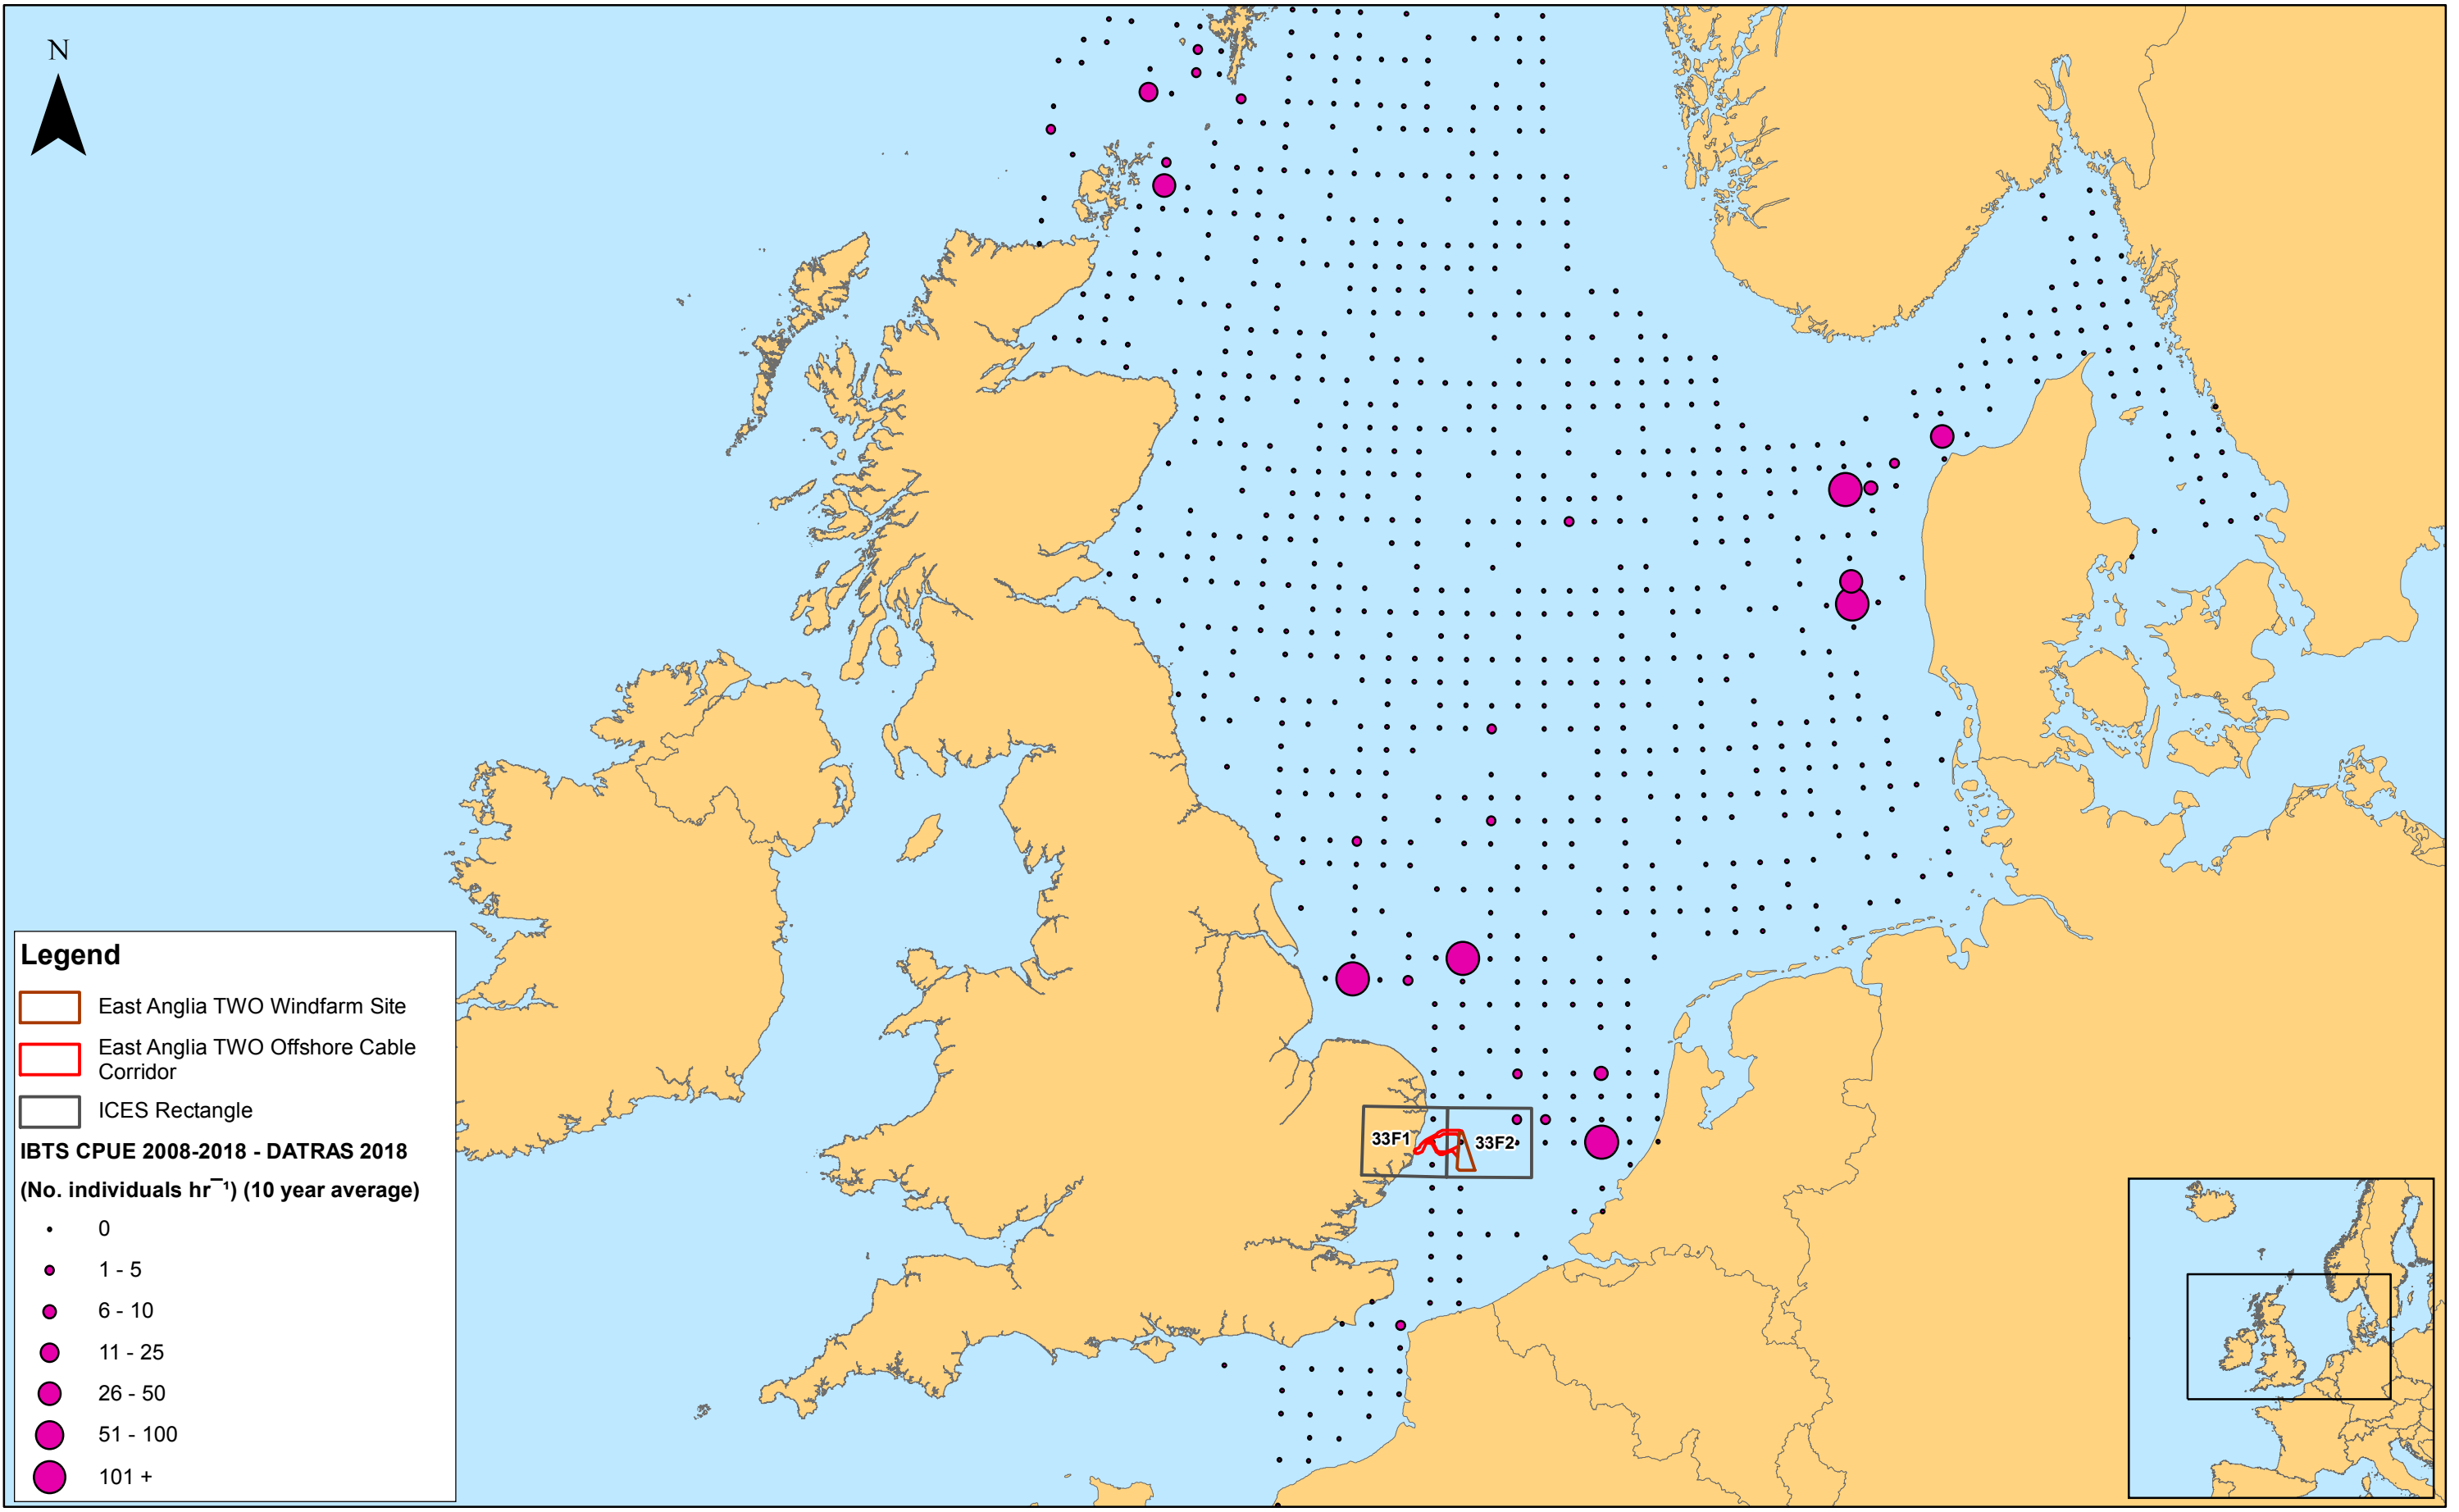 N
33F1
33F2
Legend
East Anglia TWO Windfarm Site
East Anglia TWO Offshore Cable
Corridor
ICES Rectangle
IBTS CPUE 2008-2018 - DATRAS 2018
(No. individuals hr¯¹) (10 year average)
0
1 - 5
6 - 10
11 - 25
26 - 50
51 - 100
101 +